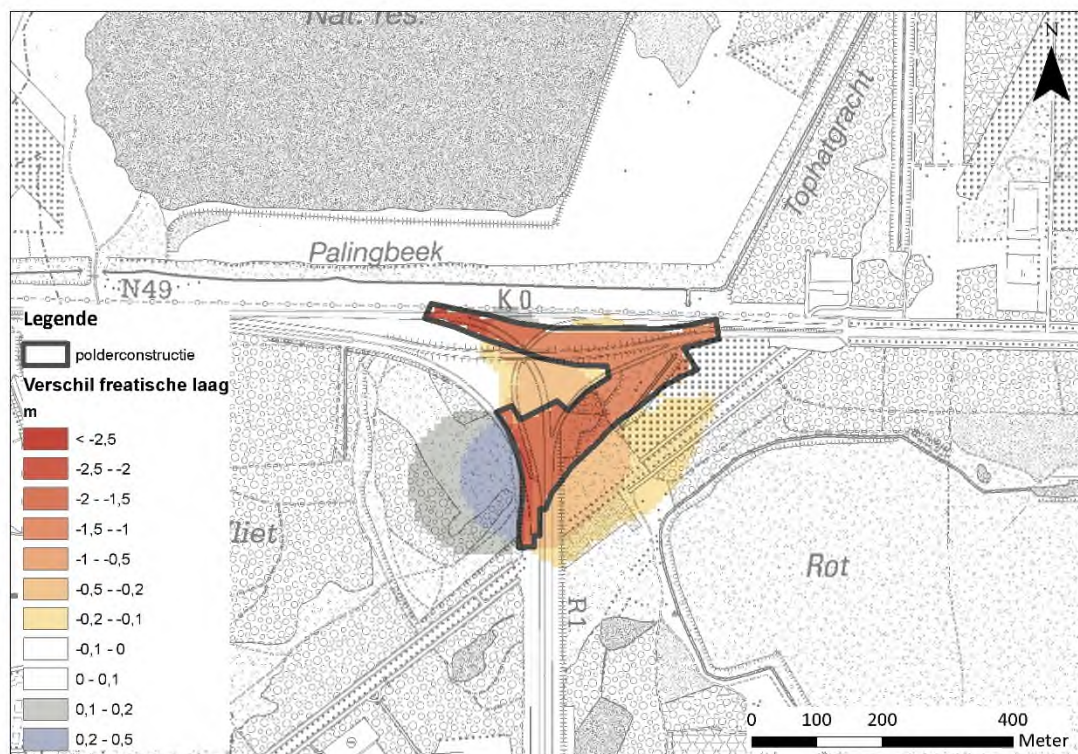 Nat. res.
N
Tophatgracht
Palingbeek
N49
K 0
Legende
polderconstructie
Verschil freatische laag
m
< -2,5
-2,5 - -2
-2 - -1,5
-1,5 - -1
-1 - -0,5
-0,5 - -0,2
-0,2 - -0,1
-0,1 - 0
0 - 0,1
0,1 - 0,2
0,2 - 0,5
liet
Rot
R1
0 100 200 400
Meter